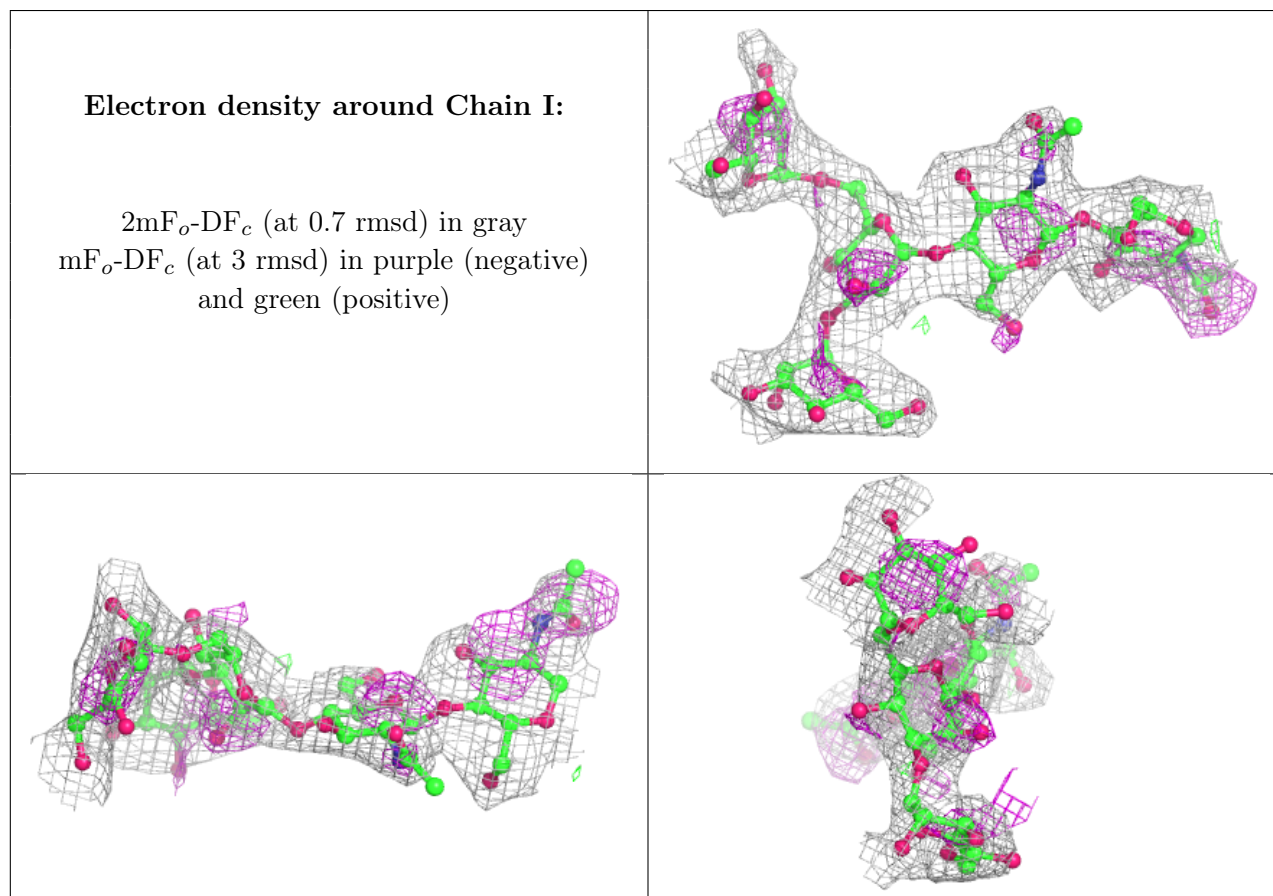 Electron density around Chain I:
2mFo-DFc (at 0.7 rmsd) in gray
mFo-DFc (at 3 rmsd) in purple (negative)
and green (positive)